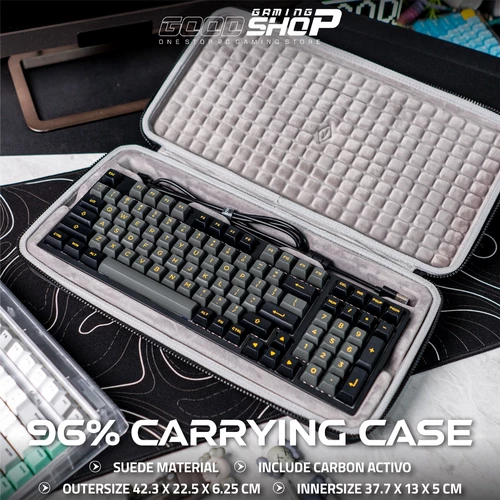 GAMING
GOOD SHOP
ONE STOP PC GAMING STORE
96% CARRYING CASE
SUEDE MATERIAL
INCLUDE CARBON ACTIVO
OUTERSIZE 42.3 X 22.5 X 6.25 CM
INNERSIZE 37.7 X 13 X 5 CM